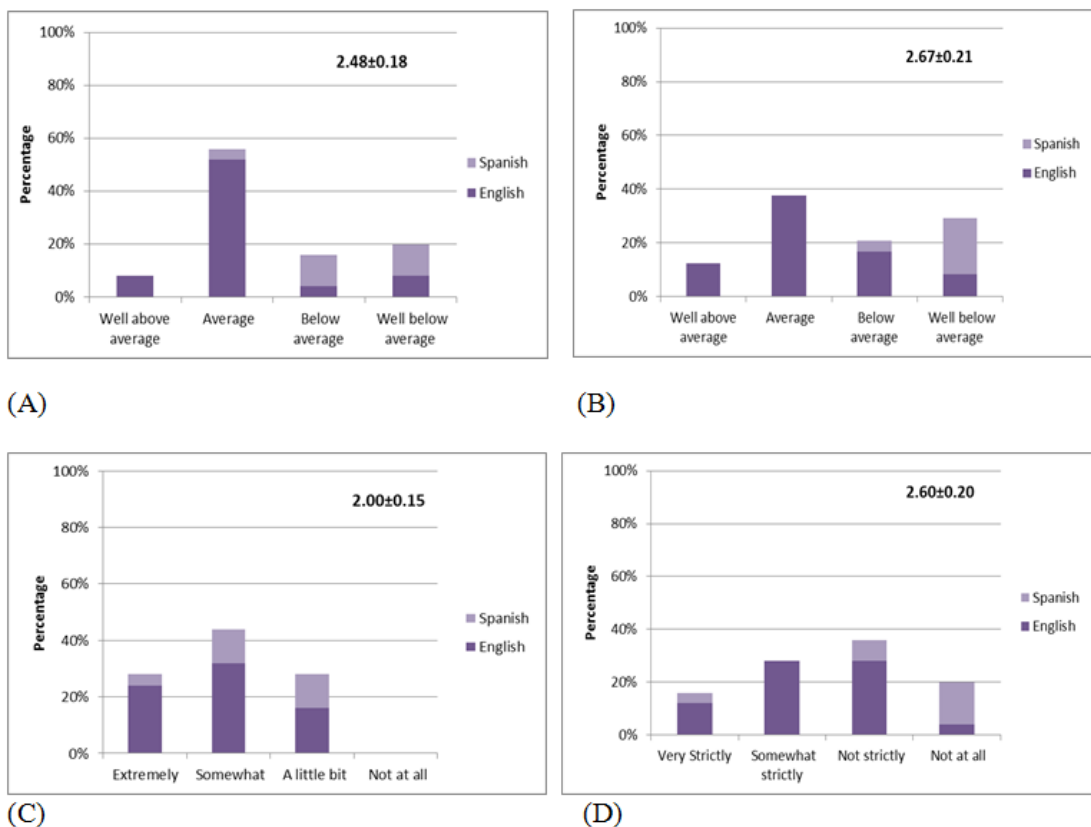 100%
2.48±0.18
80%
60%
Percentage
40%
20%
0%
Spanish
English
Well above average
Average
Below average
Well below average
(A)
100%
2.67±0.21
80%
60%
Percentage
40%
20%
0%
Spanish
English
Well above average
Average
Below average
Well below average
(B)
100%
2.00±0.15
80%
60%
Percentage
40%
20%
0%
Spanish
English
Extremely
Somewhat
A little bit
Not at all
(C)
100%
2.60±0.20
80%
60%
Percentage
40%
20%
0%
Spanish
English
Very Strictly
Somewhat strictly
Not strictly
Not at all
(D)